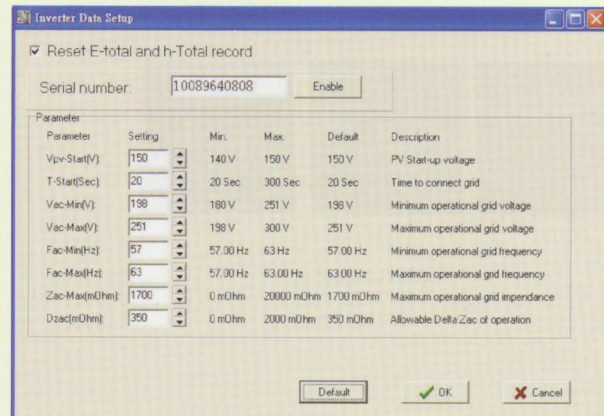 Inverter Data Setup
Reset E-total and h-Total record
Serial number: 10089640808 Enable
Parameter
Parameter Setting Min. Max. Default Description
Vpv-Start(V): 150 140 V 150 V 150 V PV Start-up voltage
T-Start(Sec): 20 20 Sec 300 Sec 20 Sec Time to connect grid
Vac-Min(V): 198 180 V 251 V 198 V Minimum operational grid voltage
Vac-Max(V): 251 198 V 300 V 251 V Maximum operational grid voltage
Fac-Min(Hz): 57 57.00 Hz 63 Hz 57.00 Hz Minimum operational grid frequency
Fac-Max(Hz): 63 57.00 Hz 63.00 Hz 63.00 Hz Maximum operational grid frequency
Zac-Max(mOhm): 1700 0 mOhm 20000 mOhm 1700 mOhm Maximum operational grid impendance
Dzac(mOhm): 350 0 mOhm 2000 mOhm 350 mOhm Allowable Delta Zac of operation
Default OK Cancel